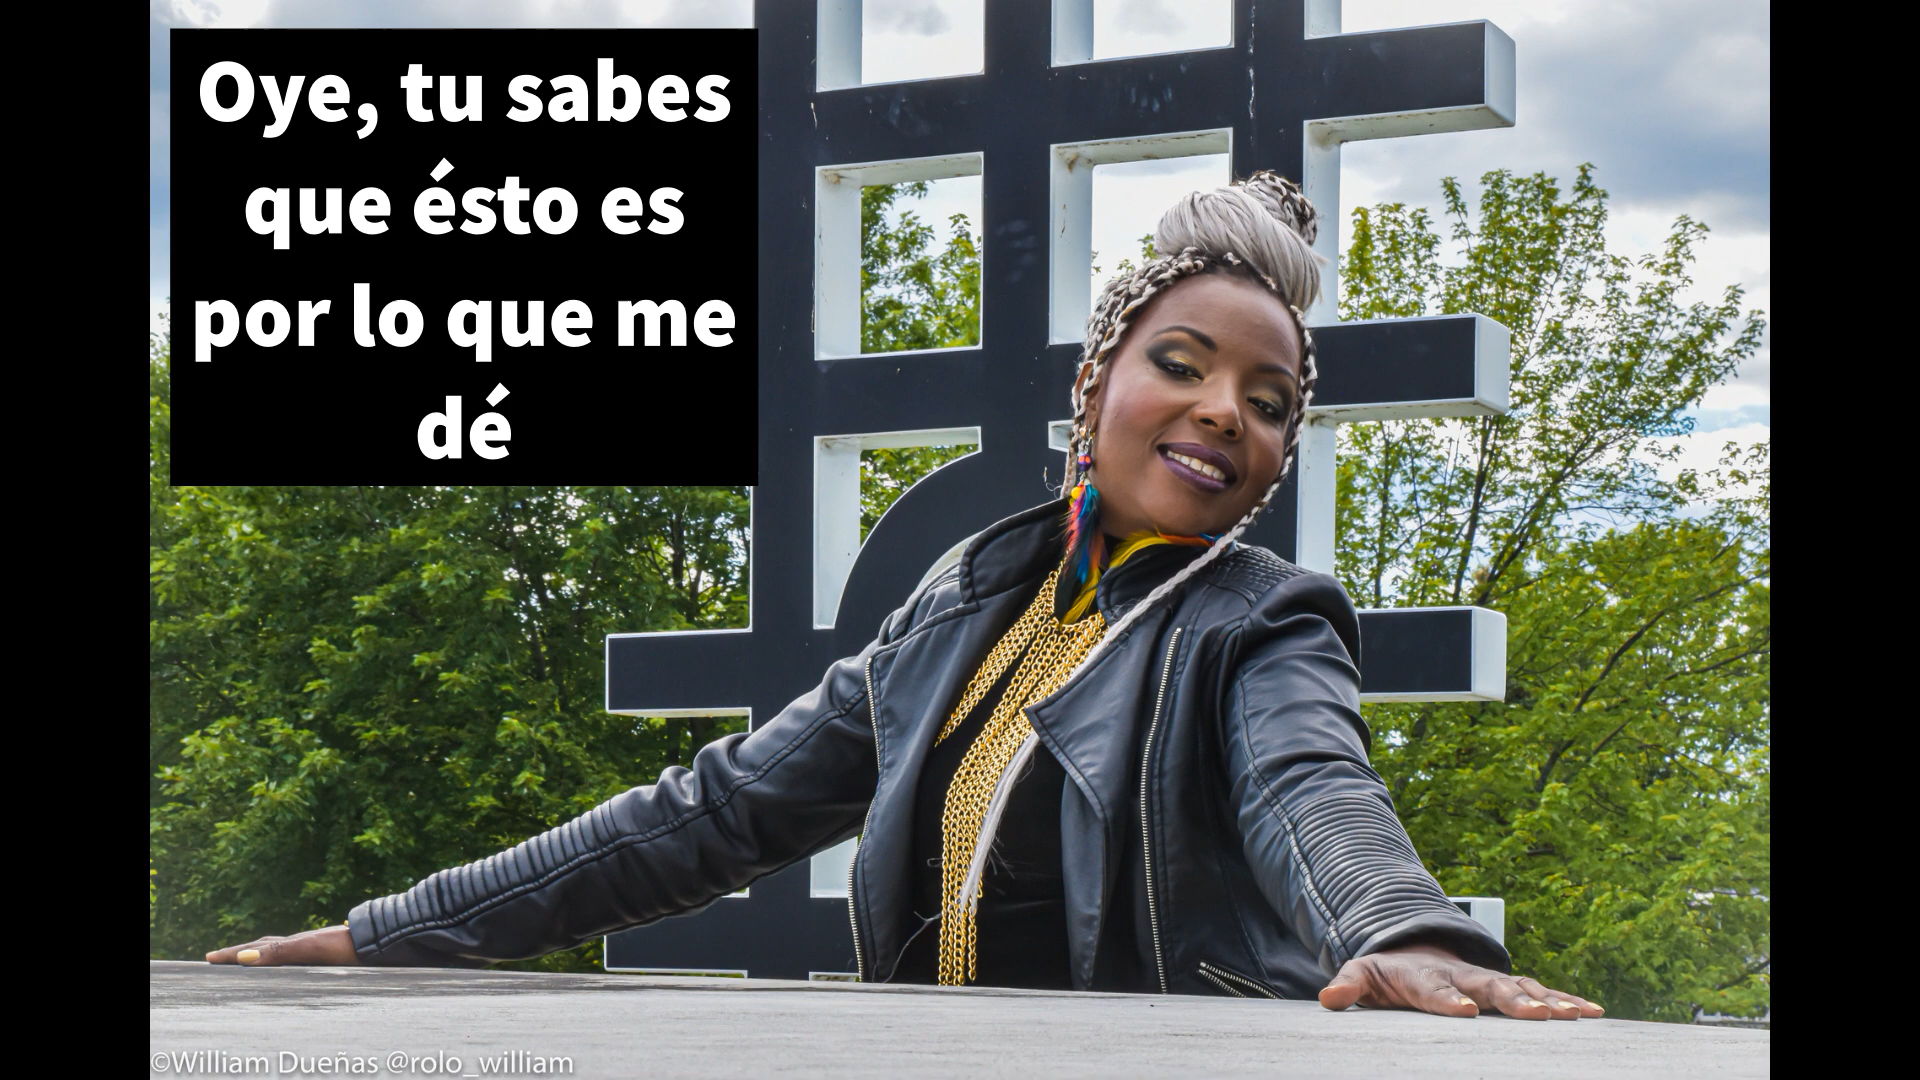 Oye, tu sabes
que ésto es
por lo que me
dé
©William Dueñas @rolo_william